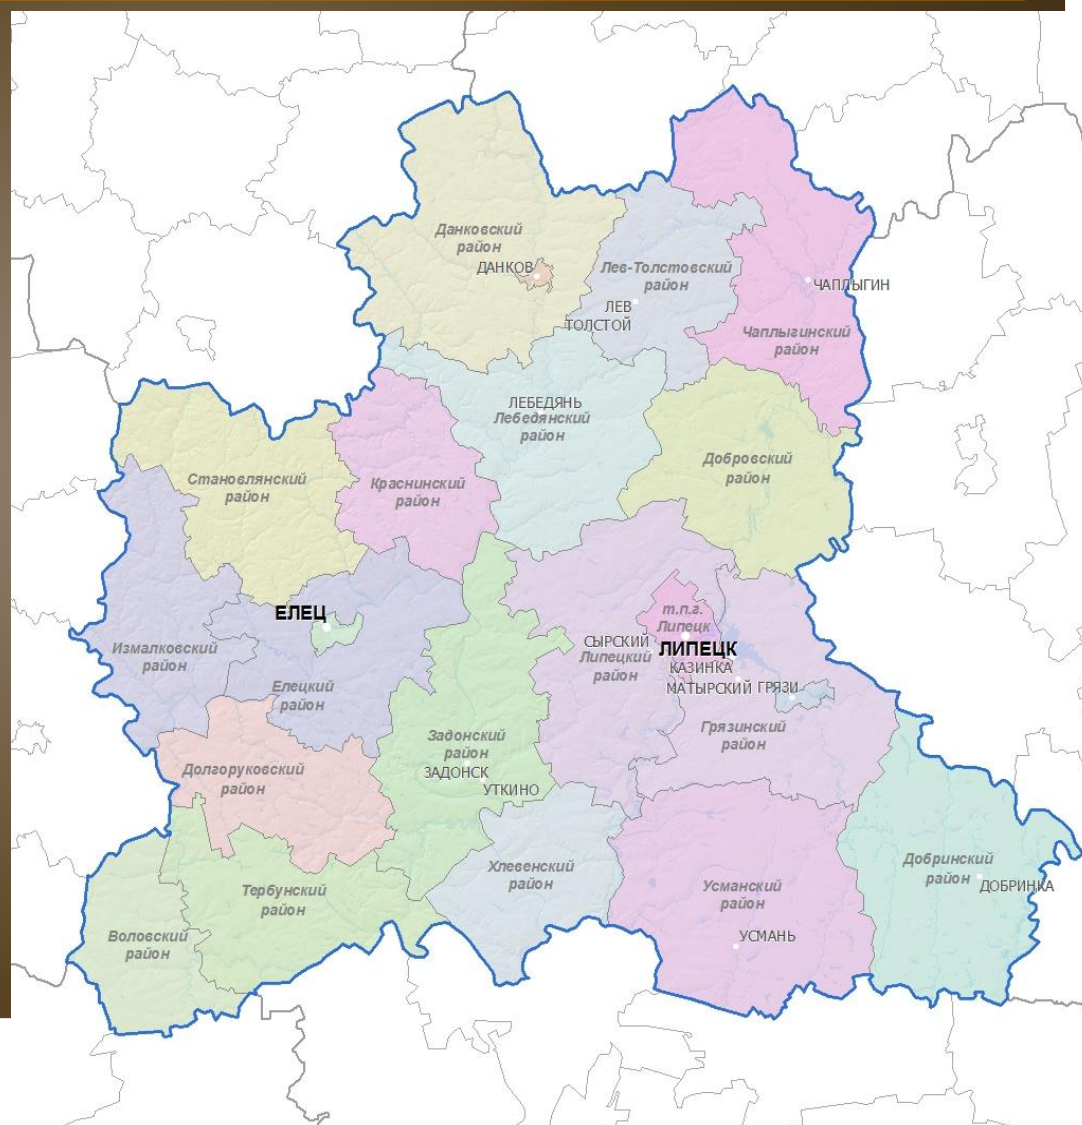 Данковский
район
ДАНКОВ
Лев-Толстовский
район
ЛЕВ
ТОЛСТОЙ
ЧАПЛЫГИН
Чаплыгинский
район
ЛЕБЕДЯНЬ
Лебедянский
район
Добровский
район
Становлянский
район
Краснинский
район
ЕЛЕЦ
т.п.г.
Липецк
ЛИПЕЦК
СЫРСКИЙ
Липецкий
район
КАЗИНКА
МАТЫРСКИЙ
ГРЯЗИ
Измалковский
район
Елецкий
район
Грязинский
район
Задонский
район
ЗАДОНСК
УТКИНО
Долгоруковский
район
Хлевенский
район
Добринский
район
ДОБРИНКА
Тербунский
район
Усманский
район
УСМАНЬ
Воловский
район